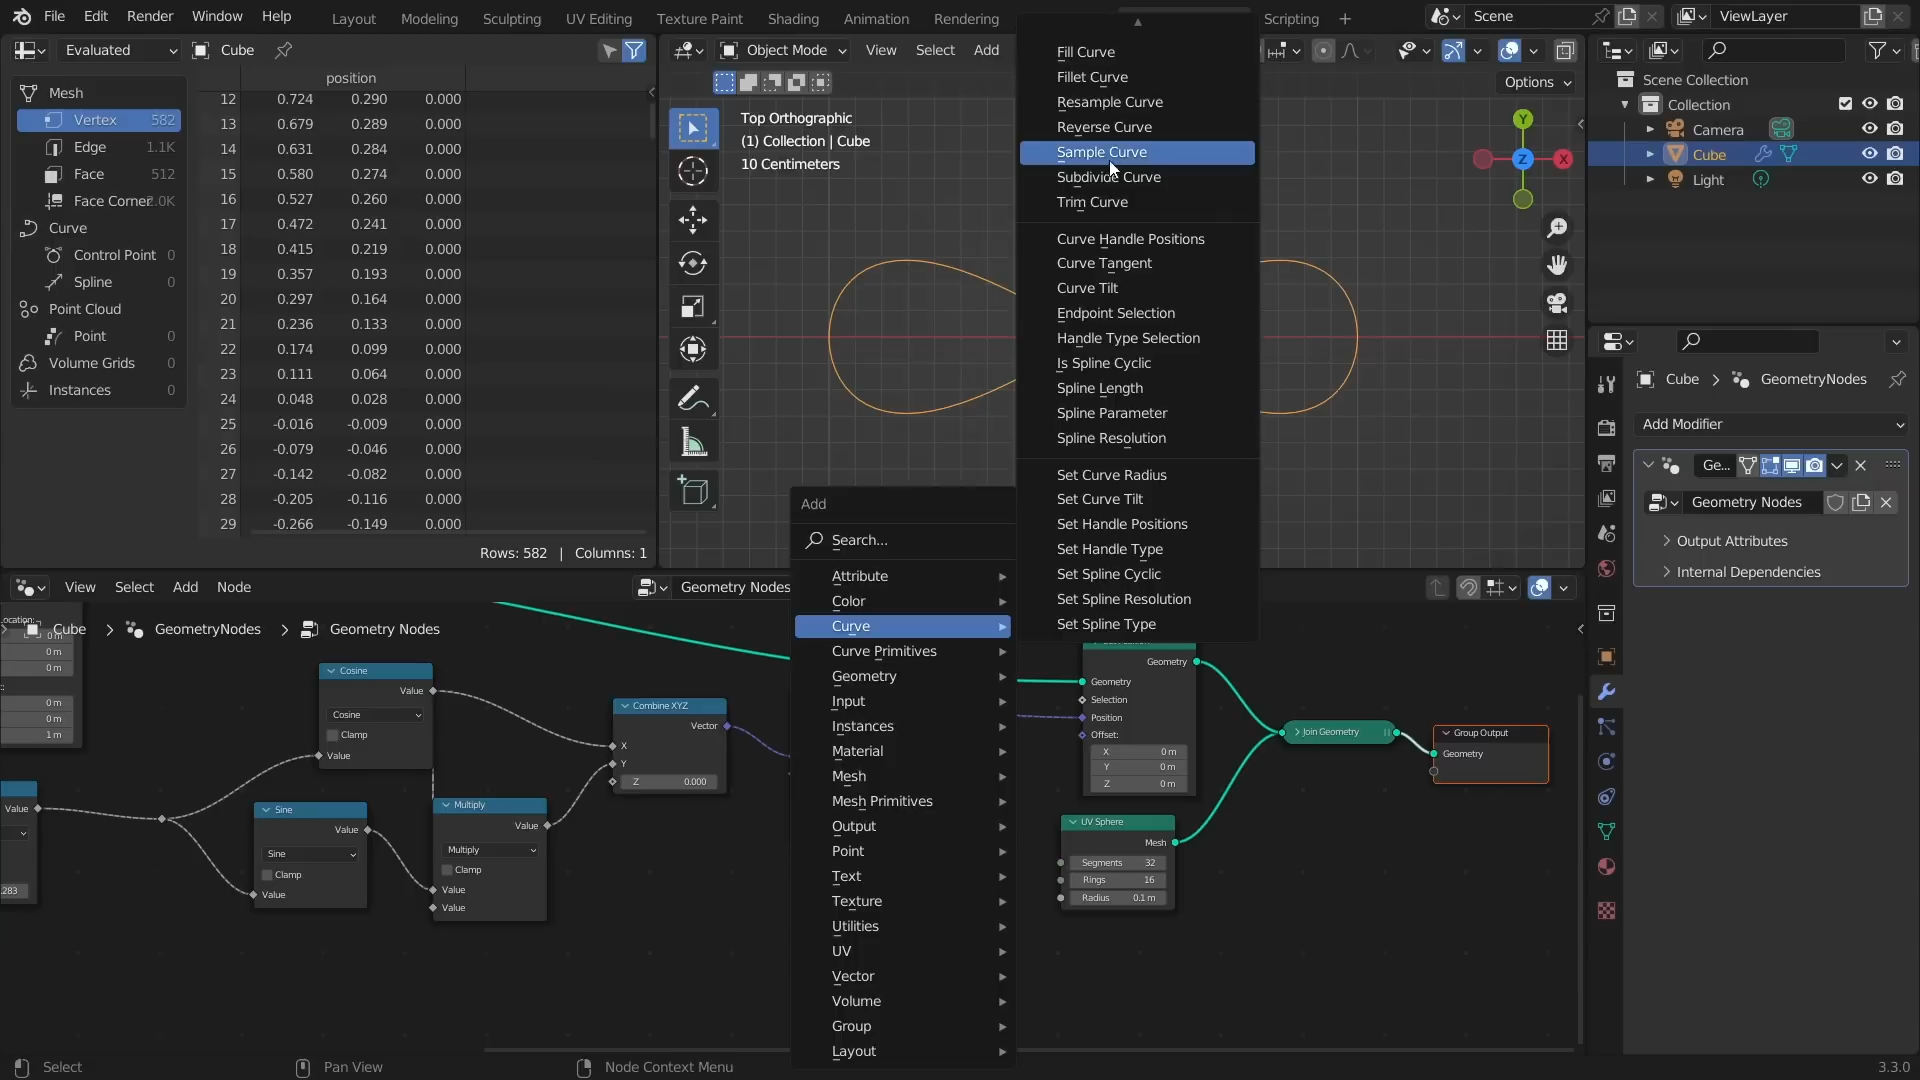 File Edit Render Window Help
Layout Modeling Sculpting UV Editing Texture Paint Shading Animation Rendering
Scripting +
Scene
ViewLayer
Evaluated
Cube
Object Mode View Select Add
Options
position
Mesh
Vertex 582
Edge 1.1K
Face 512
Face Corner 2.0K
Curve
Control Point 0
Spline 0
Point Cloud
Point 0
Volume Grids 0
Instances 0
12 0.724 0.290 0.000
13 0.679 0.289 0.000
14 0.631 0.284 0.000
15 0.580 0.274 0.000
16 0.527 0.260 0.000
17 0.472 0.241 0.000
18 0.415 0.219 0.000
19 0.357 0.193 0.000
20 0.297 0.164 0.000
21 0.236 0.133 0.000
22 0.174 0.099 0.000
23 0.111 0.064 0.000
24 0.048 0.028 0.000
25 -0.016 -0.009 0.000
26 -0.079 -0.046 0.000
27 -0.142 -0.082 0.000
28 -0.205 -0.116 0.000
29 -0.266 -0.149 0.000
Rows: 582 | Columns: 1
Top Orthographic
(1) Collection | Cube
10 Centimeters
Y
Z
X
Fill Curve
Fillet Curve
Resample Curve
Reverse Curve
Sample Curve
Subdivide Curve
Trim Curve
Curve Handle Positions
Curve Tangent
Curve Tilt
Endpoint Selection
Handle Type Selection
Is Spline Cyclic
Spline Length
Spline Parameter
Spline Resolution
Set Curve Radius
Set Curve Tilt
Set Handle Positions
Set Handle Type
Set Spline Cyclic
Set Spline Resolution
Set Spline Type
Add
Search...
Attribute
Color
Curve
Curve Primitives
Geometry
Input
Instances
Material
Mesh
Mesh Primitives
Output
Point
Text
Texture
Utilities
UV
Vector
Volume
Group
Layout
Scene Collection
Collection
Camera
Cube
Light
Cube > GeometryNodes
Add Modifier
Ge...
Geometry Nodes
> Output Attributes
> Internal Dependencies
View Select Add Node
Geometry Nodes
Cube > GeometryNodes > Geometry Nodes
0 m
0 m
0 m
0 m
0 m
1 m
Value
Cosine
Value
Cosine
Clamp
Value
Sine
Value
Sine
Clamp
Value
Multiply
Value
Multiply
Clamp
Value
Value
Combine XYZ
Vector
X
Y
Z 0.000
Geometry
Geometry
Selection
Position
Offset:
X 0 m
Y 0 m
Z 0 m
UV Sphere
Mesh
Segments 32
Rings 16
Radius 0.1 m
Join Geometry
Group Output
Geometry
Select
Pan View
Node Context Menu
3.3.0